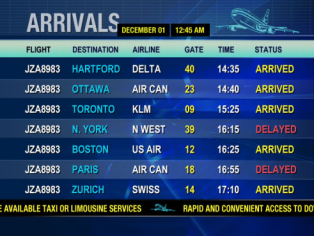 ARRIVALS DECEMBER 01 12:45 AM
FLIGHT DESTINATION AIRLINE GATE TIME STATUS
JZA8983 HARTFORD DELTA 40 14:35 ARRIVED
JZA8983 OTTAWA AIR CAN 23 14:40 ARRIVED
JZA8983 TORONTO KLM 09 15:25 ARRIVED
JZA8983 N. YORK N WEST 39 16:15 DELAYED
JZA8983 BOSTON US AIR 12 16:25 ARRIVED
JZA8983 PARIS AIR CAN 18 16:55 DELAYED
JZA8983 ZURICH SWISS 14 17:10 ARRIVED
E AVAILABLE TAXI OR LIMOUSINE SERVICES RAPID AND CONVENIENT ACCESS TO DO